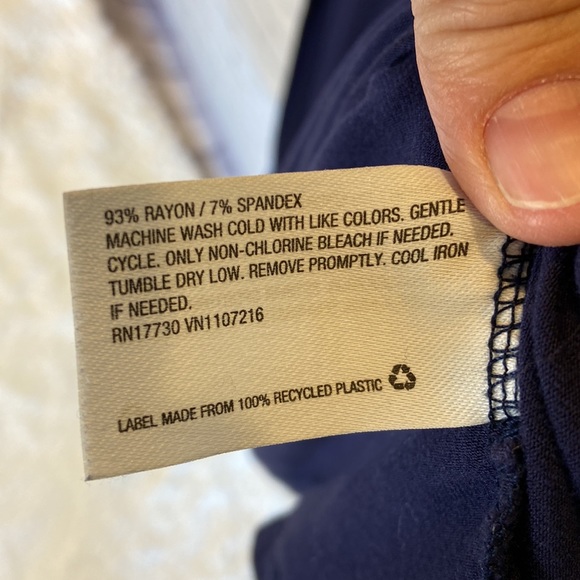 93% RAYON / 7% SPANDEX
MACHINE WASH COLD WITH LIKE COLORS. GENTLE
CYCLE. ONLY NON-CHLORINE BLEACH IF NEEDED.
TUMBLE DRY LOW. REMOVE PROMPTLY. COOL IRON
IF NEEDED.
RN17730 VN1107216
LABEL MADE FROM 100% RECYCLED PLASTIC